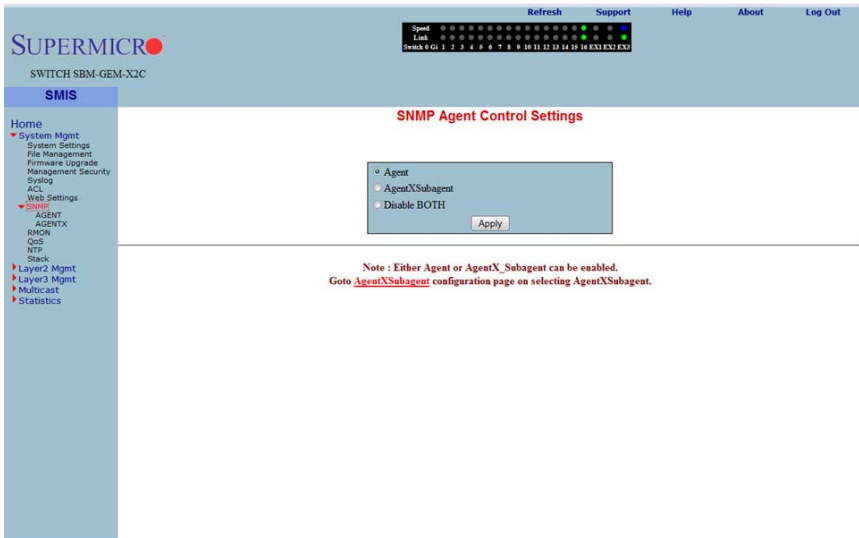 Refresh Support Help About Log Out
Speed
Link
Switch 0 Gi 1 2 3 4 5 6 7 8 9 10 11 12 13 14 15 16 EX1 EX2 EX3
SUPERMICRO
SWITCH SBM-GEM-X2C
SMIS
Home
System Mgmt
System Settings
File Management
Firmware Upgrade
Management Security
Syslog
ACL
Web Settings
SNMP
AGENT
AGENTX
RMON
QoS
NTP
Stack
Layer2 Mgmt
Layer3 Mgmt
Multicast
Statistics
SNMP Agent Control Settings
Agent
AgentXSubagent
Disable BOTH
Apply
Note : Either Agent or AgentX_Subagent can be enabled.
Goto AgentXSubagent configuration page on selecting AgentXSubagent.